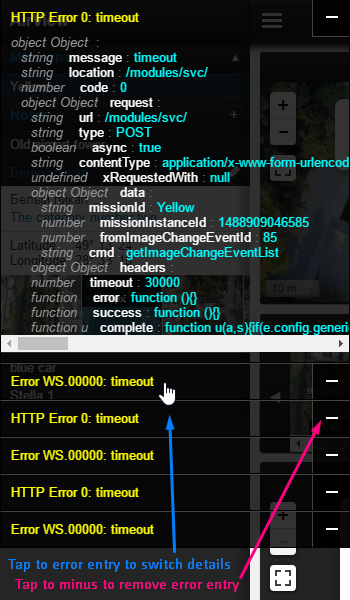 HTTP Error 0: timeout
object Object :
string message : timeout
string location : /modules/svc/
number code : 0
object Object request :
string url : /modules/svc/
string type : POST
boolean async : true
string contentType : application/x-www-form-urlencod
undefined xRequestedWith : null
object Object data :
string missionId : Yellow
number missionInstanceId : 1488909046585
number fromImageChangeEventId : 85
string cmd : getImageChangeEventList
object Object headers :
number timeout : 30000
function error : function (){}
function success : function (){}
function u complete : function u(a,s){if(e.config.generic
10 m
blue car
Stella 1
Error WS.00000: timeout
HTTP Error 0: timeout
Error WS.00000: timeout
HTTP Error 0: timeout
Error WS.00000: timeout
Tap to error entry to switch details
Tap to minus to remove error entry